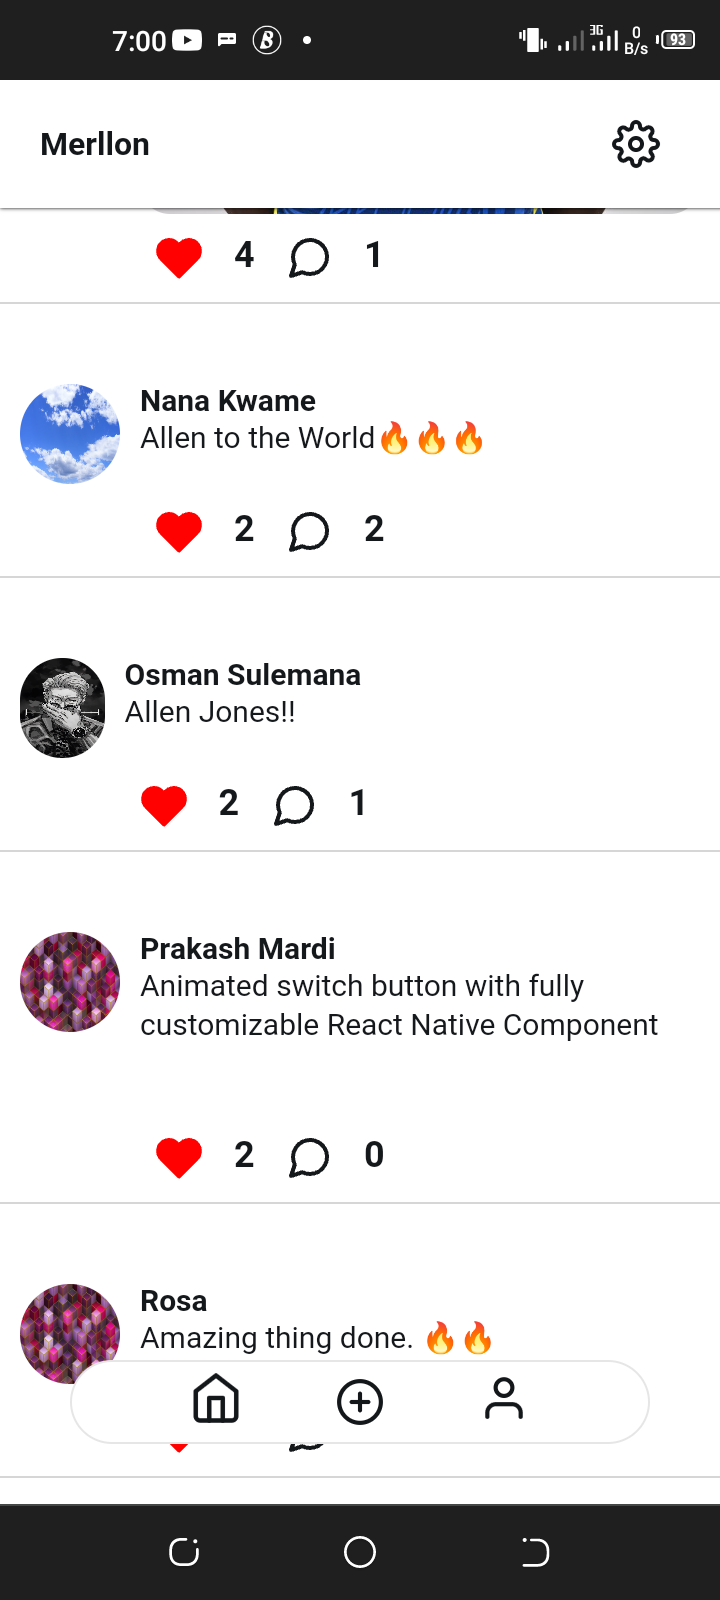 7:00 3G 0 B/s 93
Merllon
4 1
Nana Kwame
Allen to the World🔥🔥🔥
2 2
Osman Sulemana
Allen Jones!!
2 1
Prakash Mardi
Animated switch button with fully
customizable React Native Component
2 0
Rosa
Amazing thing done. 🔥🔥